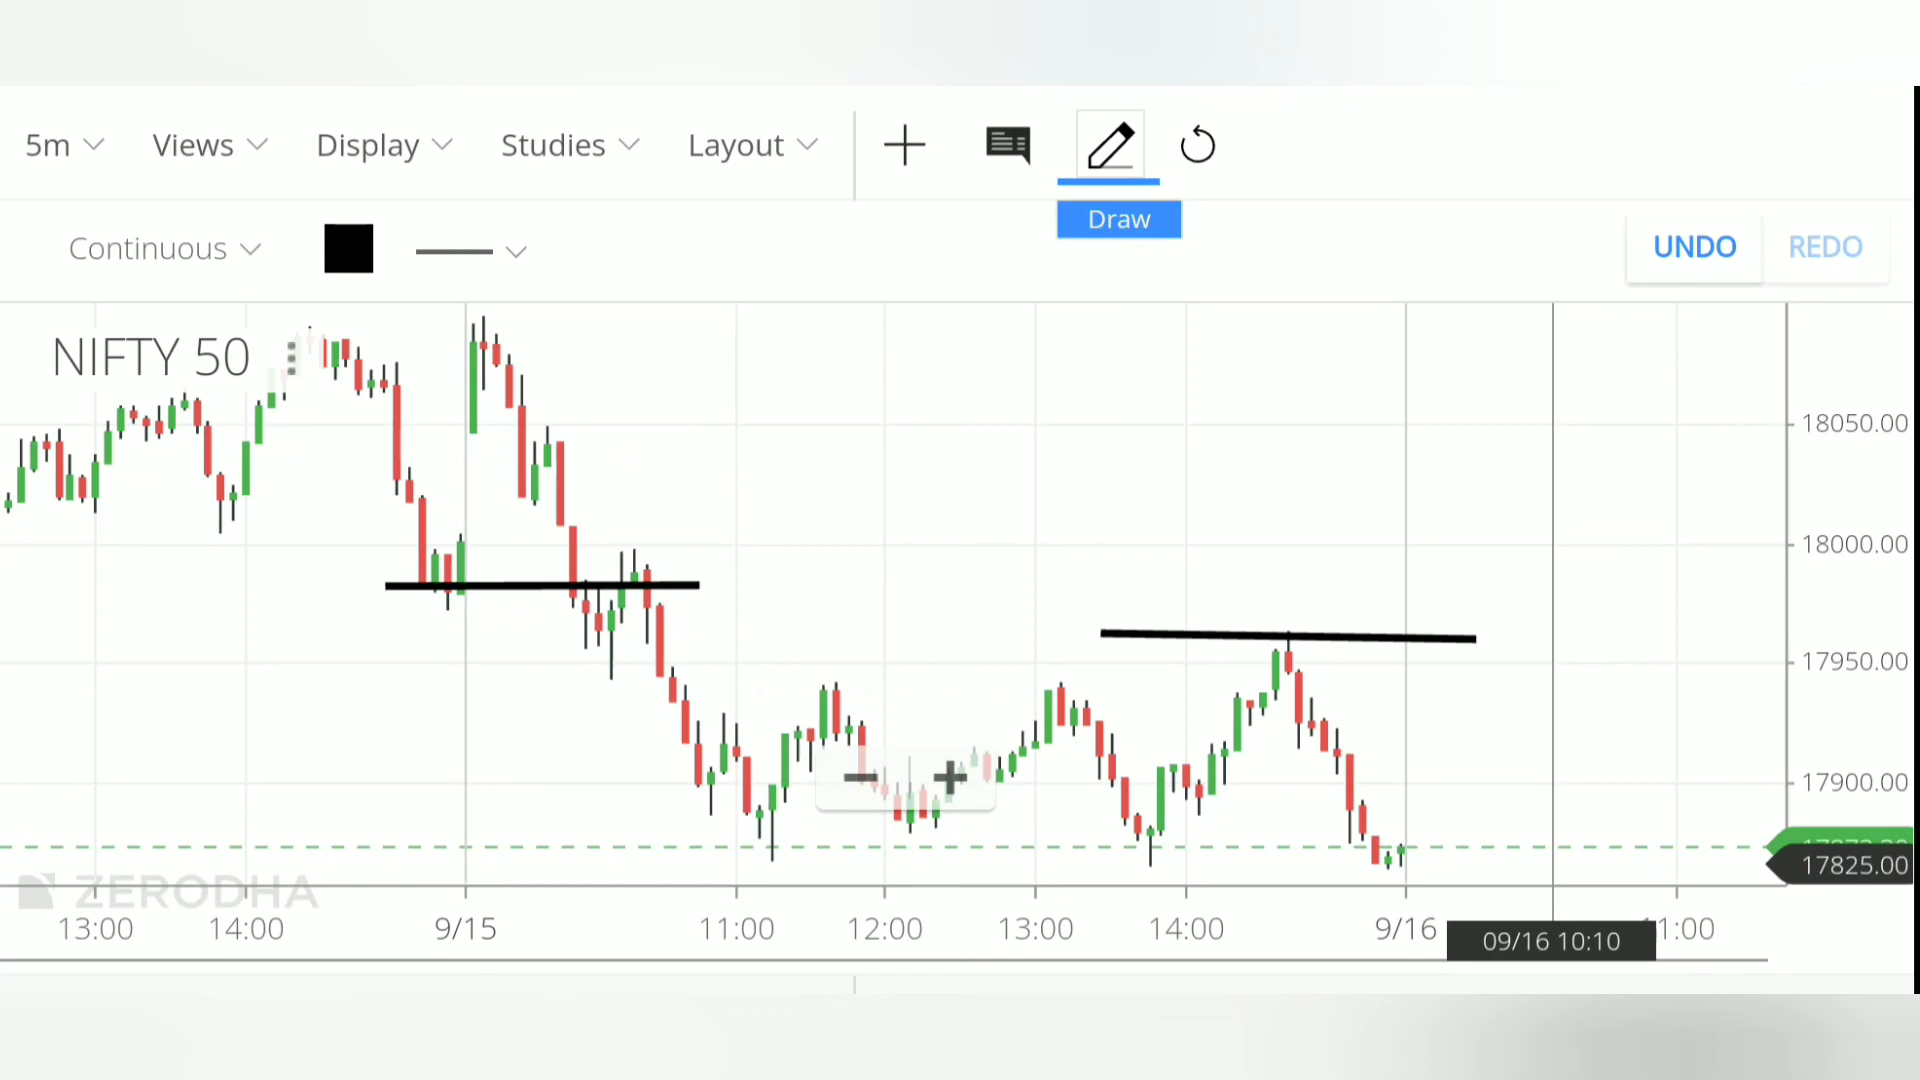 5m Views Display Studies Layout
Draw
Continuous UNDO REDO
NIFTY 50
18050.00
18000.00
17950.00
17900.00
17825.00
ZERODHA
13:00 14:00 9/15 11:00 12:00 13:00 14:00 9/16 09/16 10:10 1:00